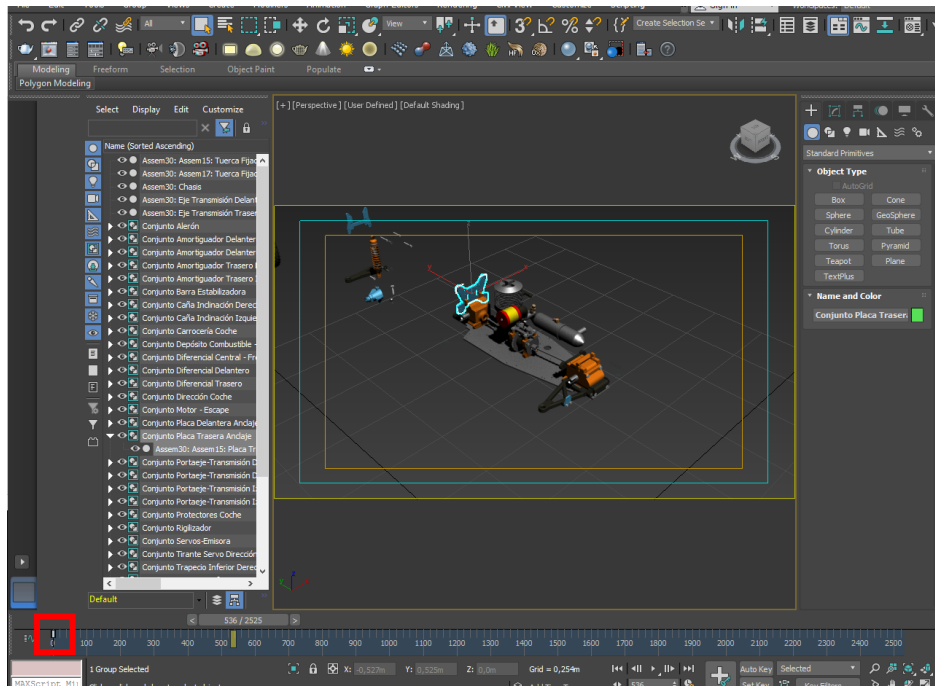 All
View
Create Selection Se
Modeling Freeform Selection Object Paint Populate
Polygon Modeling
Select Display Edit Customize
[+] [Perspective] [User Defined] [Default Shading]
Name (Sorted Ascending)
Assem30: Assem15: Tuerca Fijac
Assem30: Assem17: Tuerca Fijac
Assem30: Chasis
Assem30: Eje Transmisión Delant
Assem30: Eje Transmisión Traser
Conjunto Alerón
Conjunto Amortiguador Delanter
Conjunto Amortiguador Delanter
Conjunto Amortiguador Trasero
Conjunto Amortiguador Trasero
Conjunto Barra Estabilizadora
Conjunto Caña Indinación Derec
Conjunto Caña Indinación Izquie
Conjunto Carrocería Coche
Conjunto Depósito Combustible -
Conjunto Diferencial Central - Fre
Conjunto Diferencial Delantero
Conjunto Diferencial Trasero
Conjunto Dirección Coche
Conjunto Motor - Escape
Conjunto Placa Delantera Anclaje
Conjunto Placa Trasera Anclaje
Assem30: Assem15: Placa Tr
Conjunto Portaeje-Transmisión D
Conjunto Portaeje-Transmisión D
Conjunto Portaeje-Transmisión I
Conjunto Portaeje-Transmisión I
Conjunto Protectores Coche
Conjunto Rigilizador
Conjunto Servos-Emisora
Conjunto Tirante Servo Dirección
Conjunto Trapecio Inferior Derec
Default
Standard Primitives
Object Type
AutoGrid
Box Cone
Sphere GeoSphere
Cylinder Tube
Torus Pyramid
Teapot Plane
TextPlus
Name and Color
Conjunto Placa Traser
536 / 2525
0 100 200 300 400 500 600 700 800 900 1000 1100 1200 1300 1400 1500 1600 1700 1800 1900 2000 2100 2200 2300 2400 2500
1 Group Selected X: -0,527m Y: 0,525m Z: 0,0m Grid = 0,254m Auto Key Selected
MAXScript Mi 536 Set Key